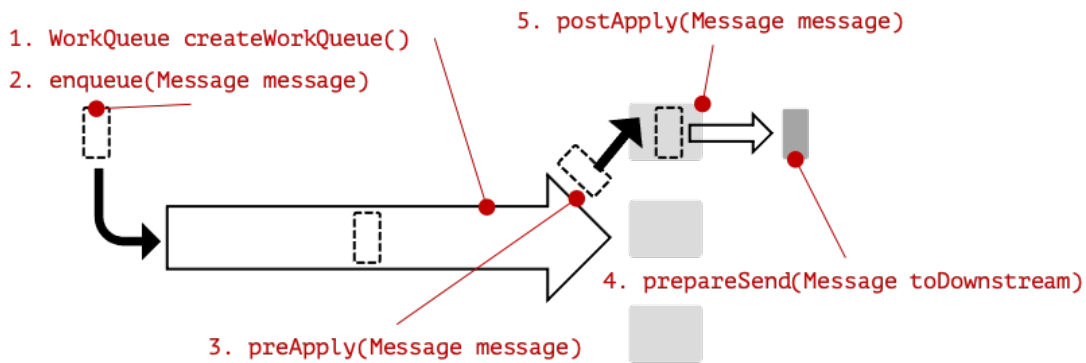 5. postApply(Message message)
1. WorkQueue createWorkQueue()
2. enqueue(Message message)
4. prepareSend(Message toDownstream)
3. preApply(Message message)